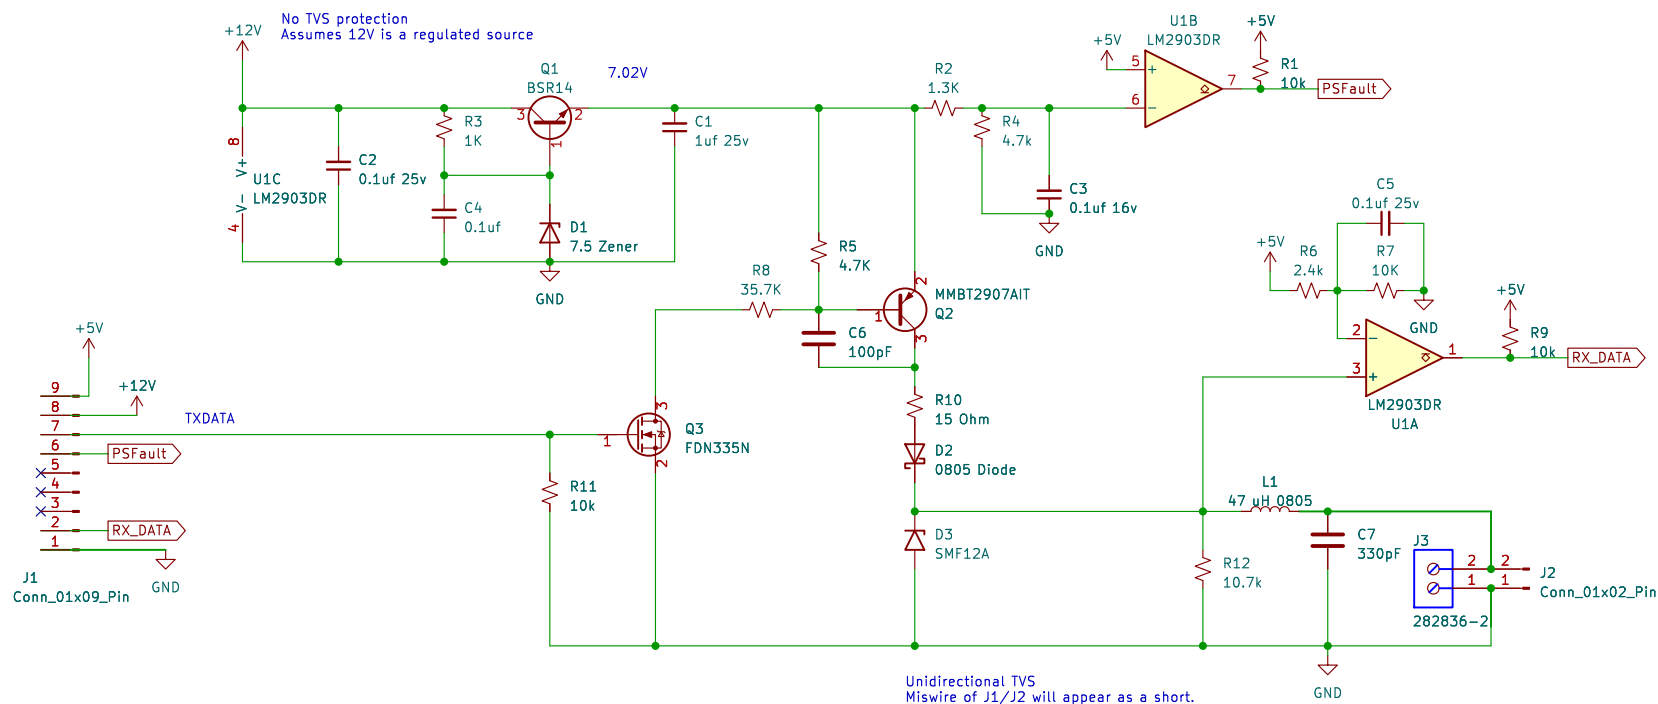 No TVS protection
Assumes 12V is a regulated source
+12V
Q1
BSR14
7.02V
3
2
1
R3
1K
C2
0.1uf 25v
C4
0.1uf
8
V+
V-
4
U1C
LM2903DR
D1
7.5 Zener
GND
C1
1uf 25v
R2
1.3K
R4
4.7k
C3
0.1uf 16v
GND
+5V
U1B
LM2903DR
5
+
6
-
7
+5V
R1
10k
PSFault
R5
4.7K
R8
35.7K
C6
100pF
MMBT2907AIT
Q2
2
1
3
C5
0.1uf 25v
+5V
R6
2.4k
R7
10K
GND
2
-
3
+
1
LM2903DR
U1A
+5V
R9
10k
RX_DATA
+5V
+12V
9
8
7
6
5
4
3
2
1
TXDATA
PSFault
RX_DATA
GND
J1
Conn_01x09_Pin
3
1
2
Q3
FDN335N
R11
10k
R10
15 Ohm
D2
0805 Diode
D3
SMF12A
L1
47 uH 0805
R12
10.7k
C7
330pF
GND
J3
2
1
282836-2
2
1
J2
Conn_01x02_Pin
Unidirectional TVS
Miswire of J1/J2 will appear as a short.